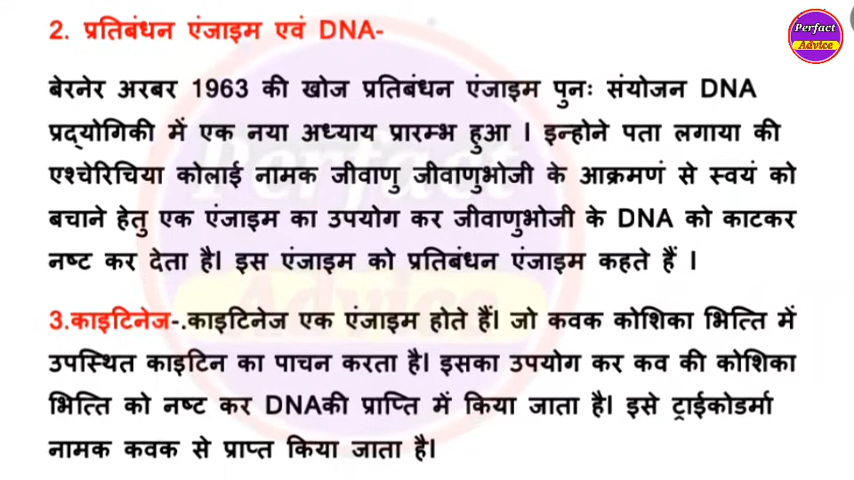 2. प्रतिबंधन एंजाइम एवं DNA-
Perfact
Advice
बेरनेर अरबर 1963 की खोज प्रतिबंधन एंजाइम पुनः संयोजन DNA
प्रद्योगिकी में एक नया अध्याय प्रारम्भ हुआ । इन्होने पता लगाया की
एश्चेरिचिया कोलाई नामक जीवाणु जीवाणुभोजी के आक्रमणं से स्वयं को
बचाने हेतु एक एंजाइम का उपयोग कर जीवाणुभोजी के DNA को काटकर
नष्ट कर देता है। इस एंजाइम को प्रतिबंधन एंजाइम कहते हैं ।
3.काइटिनेज-.काइटिनेज एक एंजाइम होते हैं। जो कवक कोशिका भित्ति में
उपस्थित काइटिन का पाचन करता है। इसका उपयोग कर कव की कोशिका
भित्ति को नष्ट कर DNAकी प्राप्ति में किया जाता है। इसे ट्राईकोडर्मा
नामक कवक से प्राप्त किया जाता है।
Perfact
Advice